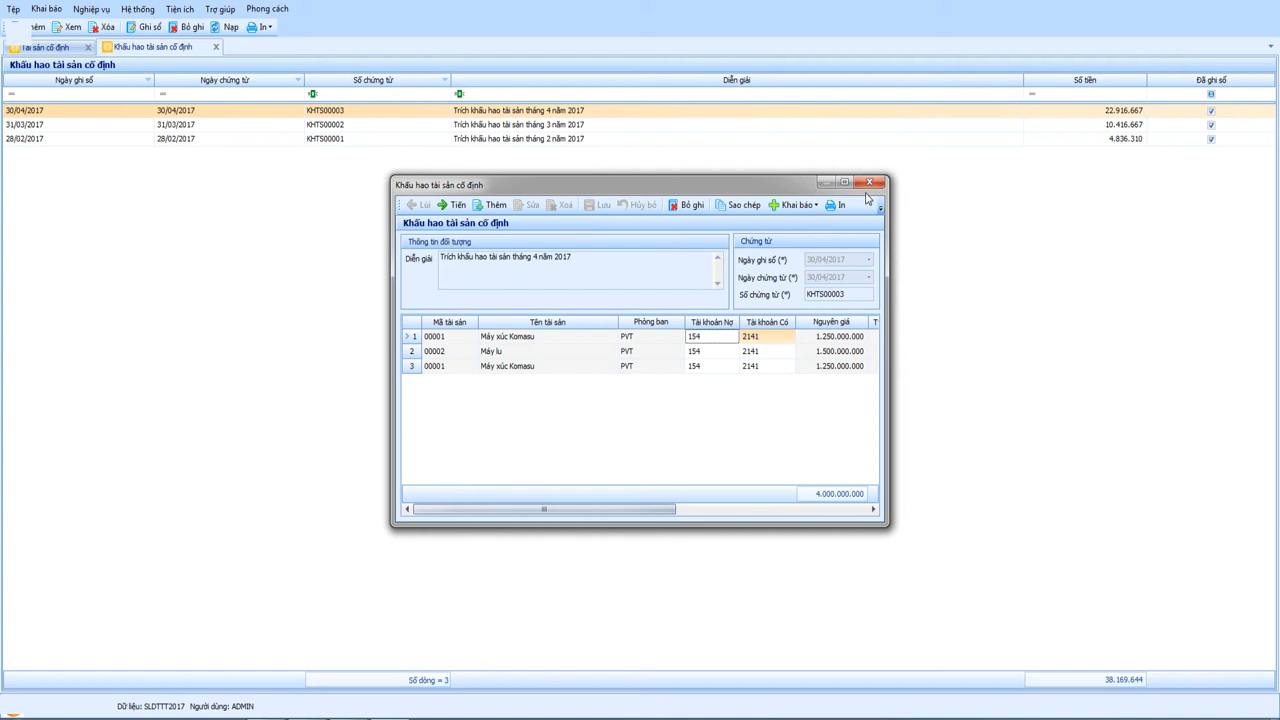 Tệp Khai báo Nghiệp vụ Hệ thống Tiện ích Trợ giúp Phong cách
Xem Xóa Ghi sổ Bỏ ghi Nạp In
Tài sản cố định Khấu hao tài sản cố định
Khấu hao tài sản cố định
Ngày ghi sổ Ngày chứng từ Số chứng từ Diễn giải Số tiền Đã ghi sổ
30/04/2017 30/04/2017 KHTS00003 Trích khấu hao tài sản tháng 4 năm 2017 22.916.667
31/03/2017 31/03/2017 KHTS00002 Trích khấu hao tài sản tháng 3 năm 2017 10.416.667
28/02/2017 28/02/2017 KHTS00001 Trích khấu hao tài sản tháng 2 năm 2017 4.836.310
Khấu hao tài sản cố định
Lùi Tiến Thêm Sửa Xoá Lưu Hủy bỏ Bỏ ghi Sao chép Khai báo In
Khấu hao tài sản cố định
Thông tin đối tượng
Diễn giải Trích khấu hao tài sản tháng 4 năm 2017
Chứng từ
Ngày ghi sổ (*) 30/04/2017
Ngày chứng từ (*) 30/04/2017
Số chứng từ (*) KHTS00003
Mã tài sản Tên tài sản Phòng ban Tài khoản Nợ Tài khoản Có Nguyên giá T
1 00001 Máy xúc Komasu PVT 154 2141 1.250.000.000
2 00002 Máy lu PVT 154 2141 1.500.000.000
3 00001 Máy xúc Komasu PVT 154 2141 1.250.000.000
4.000.000.000
Số dòng = 3 38.169.644
Dữ liệu: SLDTTT2017 Người dùng: ADMIN